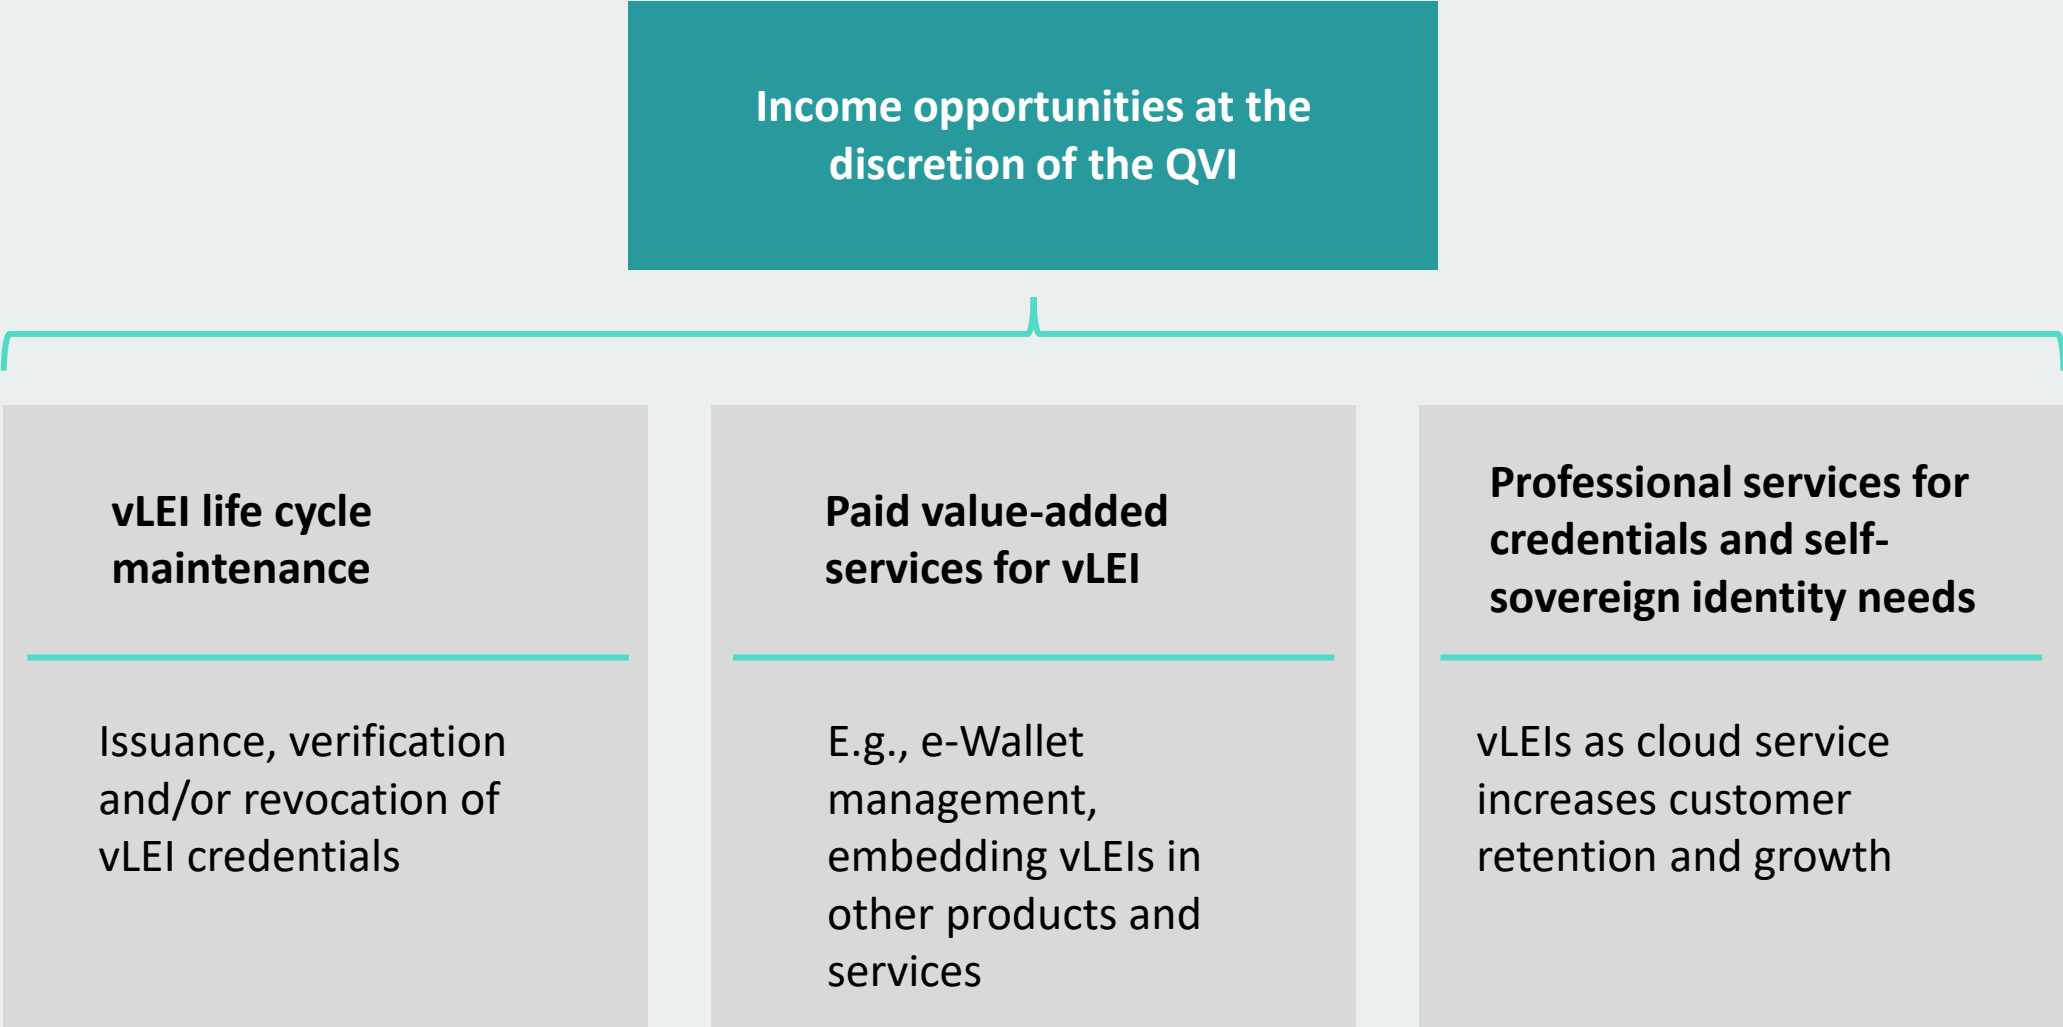 Income opportunities at the
discretion of the QVI
vLEI life cycle
maintenance
Issuance, verification
and/or revocation of
vLEI credentials
Paid value-added
services for vLEI
E.g., e-Wallet
management,
embedding vLEIs in
other products and
services
Professional services for
credentials and self-
sovereign identity needs
vLEIs as cloud service
increases customer
retention and growth